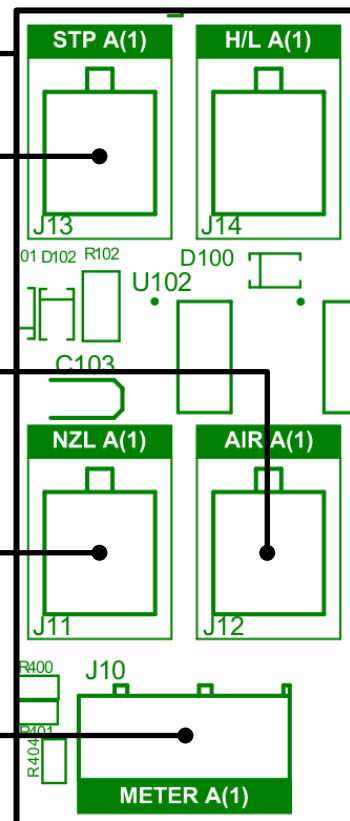 STP A(1) H/L A(1)
J13 J14
01 D102 R102 D100
U102
C103
NZL A(1) AIR A(1)
J11 J12
R400 J10
R401
R404
METER A(1)